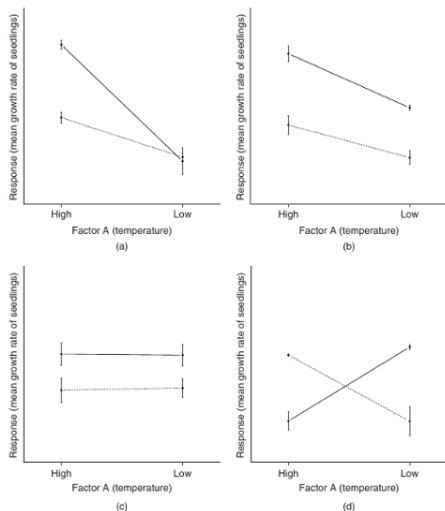 Response (mean growth rate of seedlings)
High Low
Factor A (temperature)
(a)
Response (mean growth rate of seedlings)
High Low
Factor A (temperature)
(b)
Response (mean growth rate of seedlings)
High Low
Factor A (temperature)
(c)
Response (mean growth rate of seedlings)
High Low
Factor A (temperature)
(d)